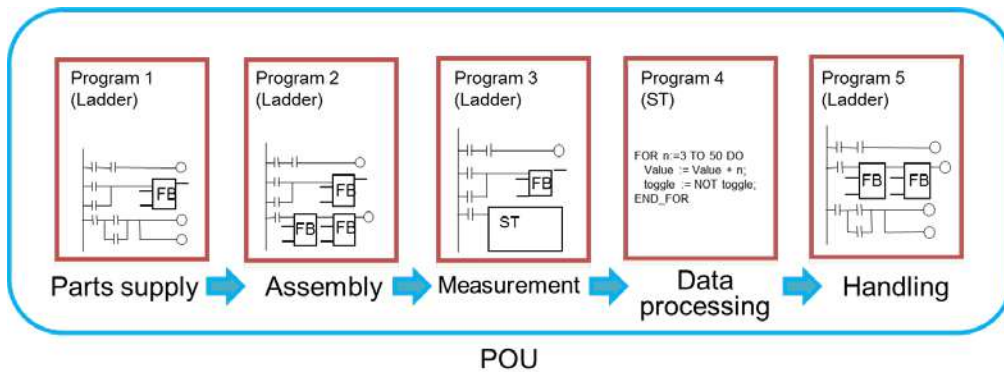 Program 1
(Ladder)
FB
Parts supply
Program 2
(Ladder)
FB
FB FB
Assembly
Program 3
(Ladder)
FB
ST
Measurement
Program 4
(ST)
FOR n:=3 TO 50 DO
Value := Value + n;
toggle := NOT toggle;
END_FOR
Data
processing
Program 5
(Ladder)
FB FB
Handling
POU